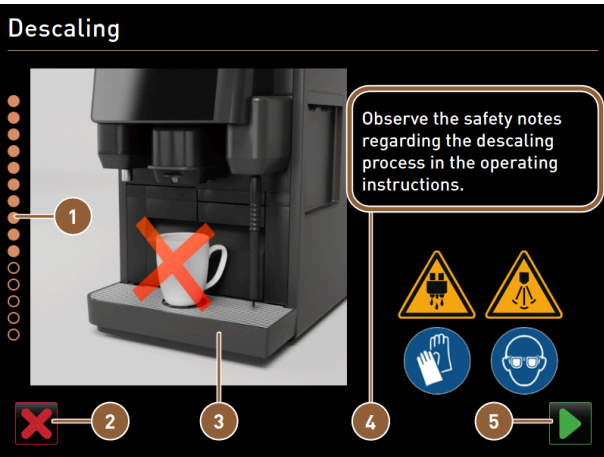 Descaling
Observe the safety notes
regarding the descaling
process in the operating
instructions.
1
2
3
4
5